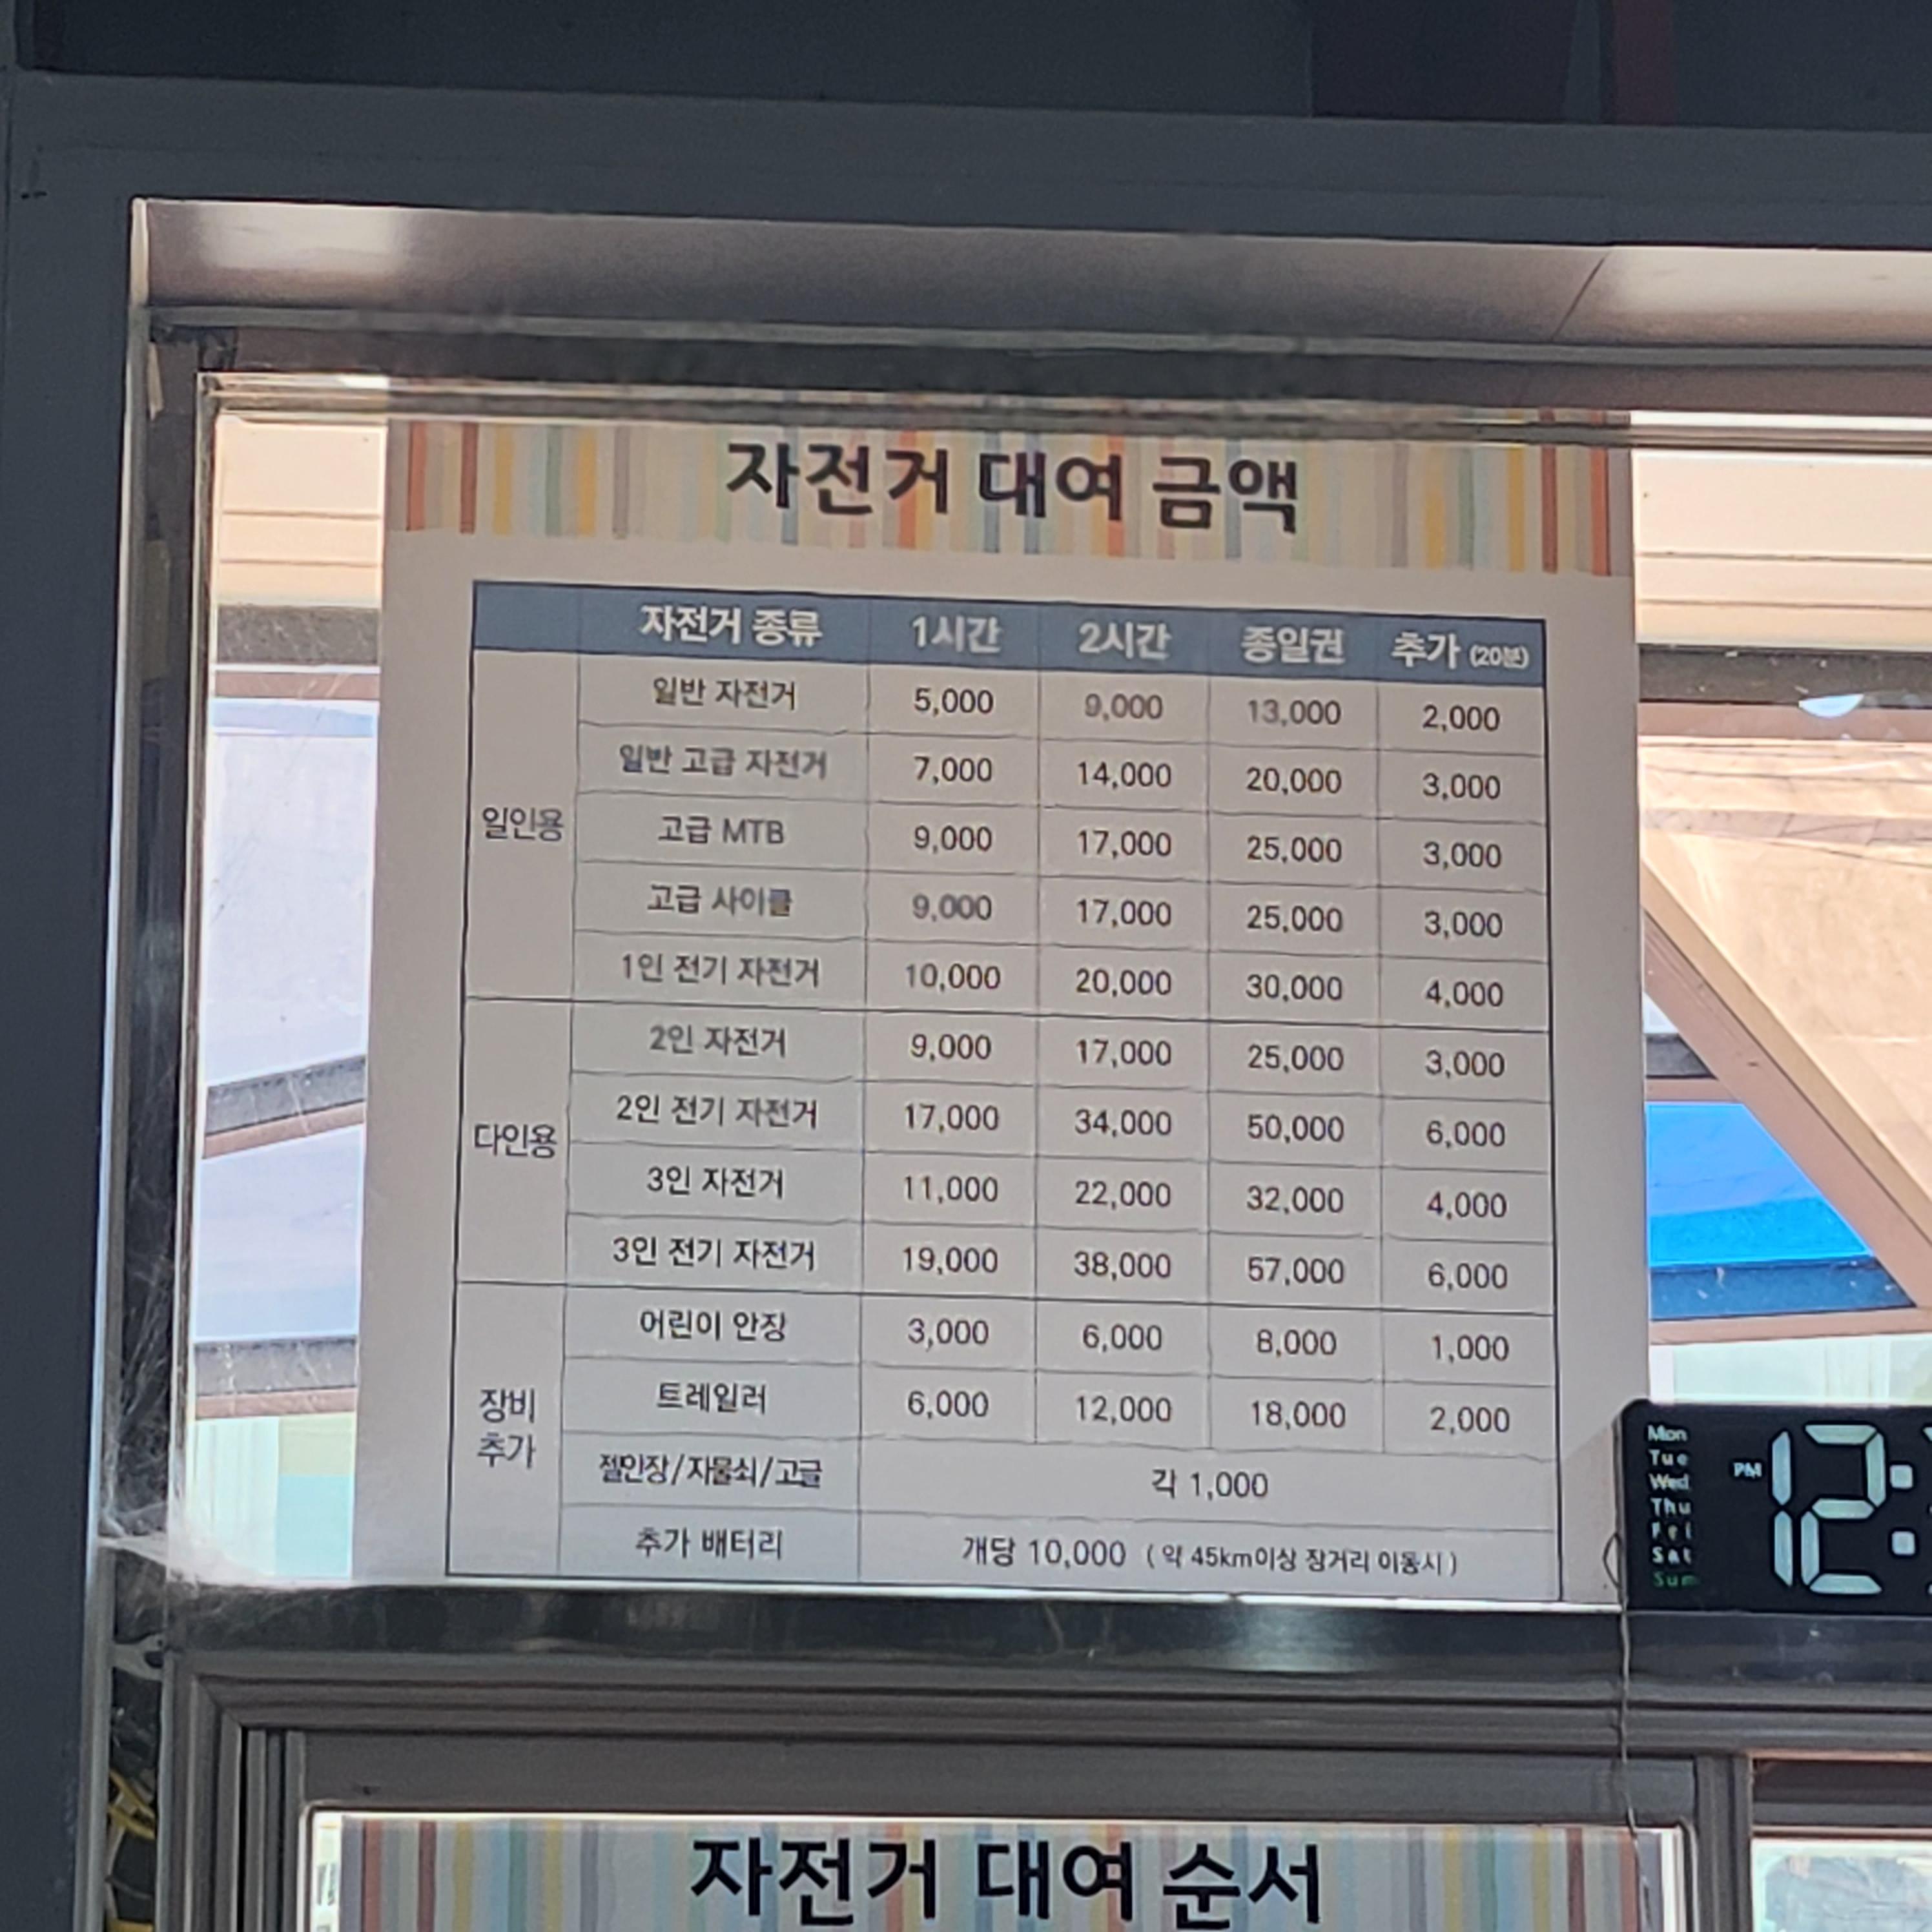 자전거 대여 금액
자전거 종류 1시간 2시간 종일권 추가 (20분)
일인용
일반 자전거 5,000 9,000 13,000 2,000
일반 고급 자전거 7,000 14,000 20,000 3,000
고급 MTB 9,000 17,000 25,000 3,000
고급 사이클 9,000 17,000 25,000 3,000
1인 전기 자전거 10,000 20,000 30,000 4,000
다인용
2인 자전거 9,000 17,000 25,000 3,000
2인 전기 자전거 17,000 34,000 50,000 6,000
3인 자전거 11,000 22,000 32,000 4,000
3인 전기 자전거 19,000 38,000 57,000 6,000
장비
추가
어린이 안장 3,000 6,000 8,000 1,000
트레일러 6,000 12,000 18,000 2,000
젤안장/자물쇠/고글 각 1,000
추가 배터리 개당 10,000 ( 약 45km이상 장거리 이동시 )
Mon
Tue
Wed
Thu
Fri
Sat
Sun
PM 12:
자전거 대여 순서